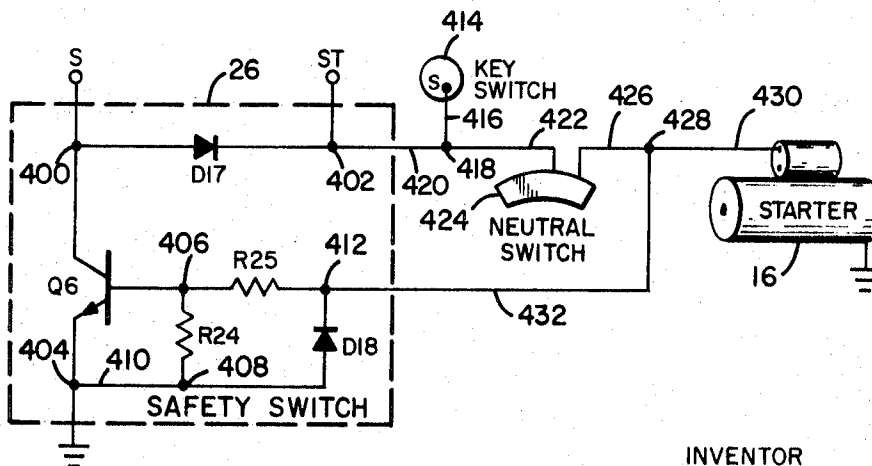 S
ST
26
414
S
KEY
SWITCH
416
422
426
428
430
400
D17
402
420
418
424
NEUTRAL
SWITCH
STARTER
16
406
R25
412
Q6
R24
D18
432
404
410
408
SAFETY SWITCH
INVENTOR